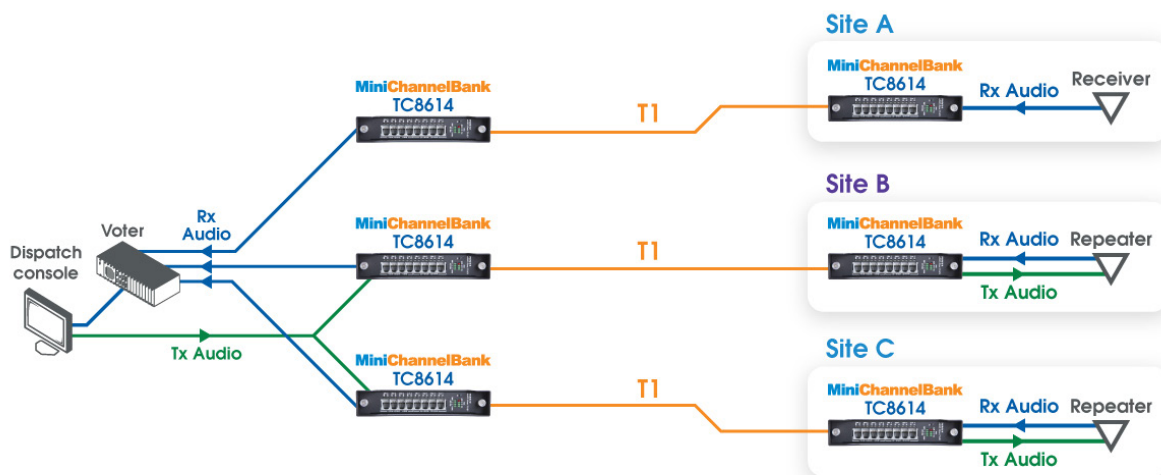 Site A
MiniChannelBank
TC8614
Rx Audio
Receiver
MiniChannelBank
TC8614
T1
Site B
MiniChannelBank
TC8614
Rx Audio
Repeater
Tx Audio
MiniChannelBank
TC8614
T1
Voter
Rx
Audio
Dispatch
console
Tx Audio
Site C
MiniChannelBank
TC8614
Rx Audio
Repeater
Tx Audio
MiniChannelBank
TC8614
T1